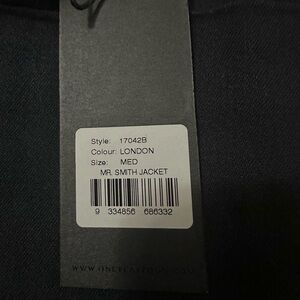 Style: 17042B
Colour: LONDON
Size: MED
MR. SMITH JACKET
9 334856 686332